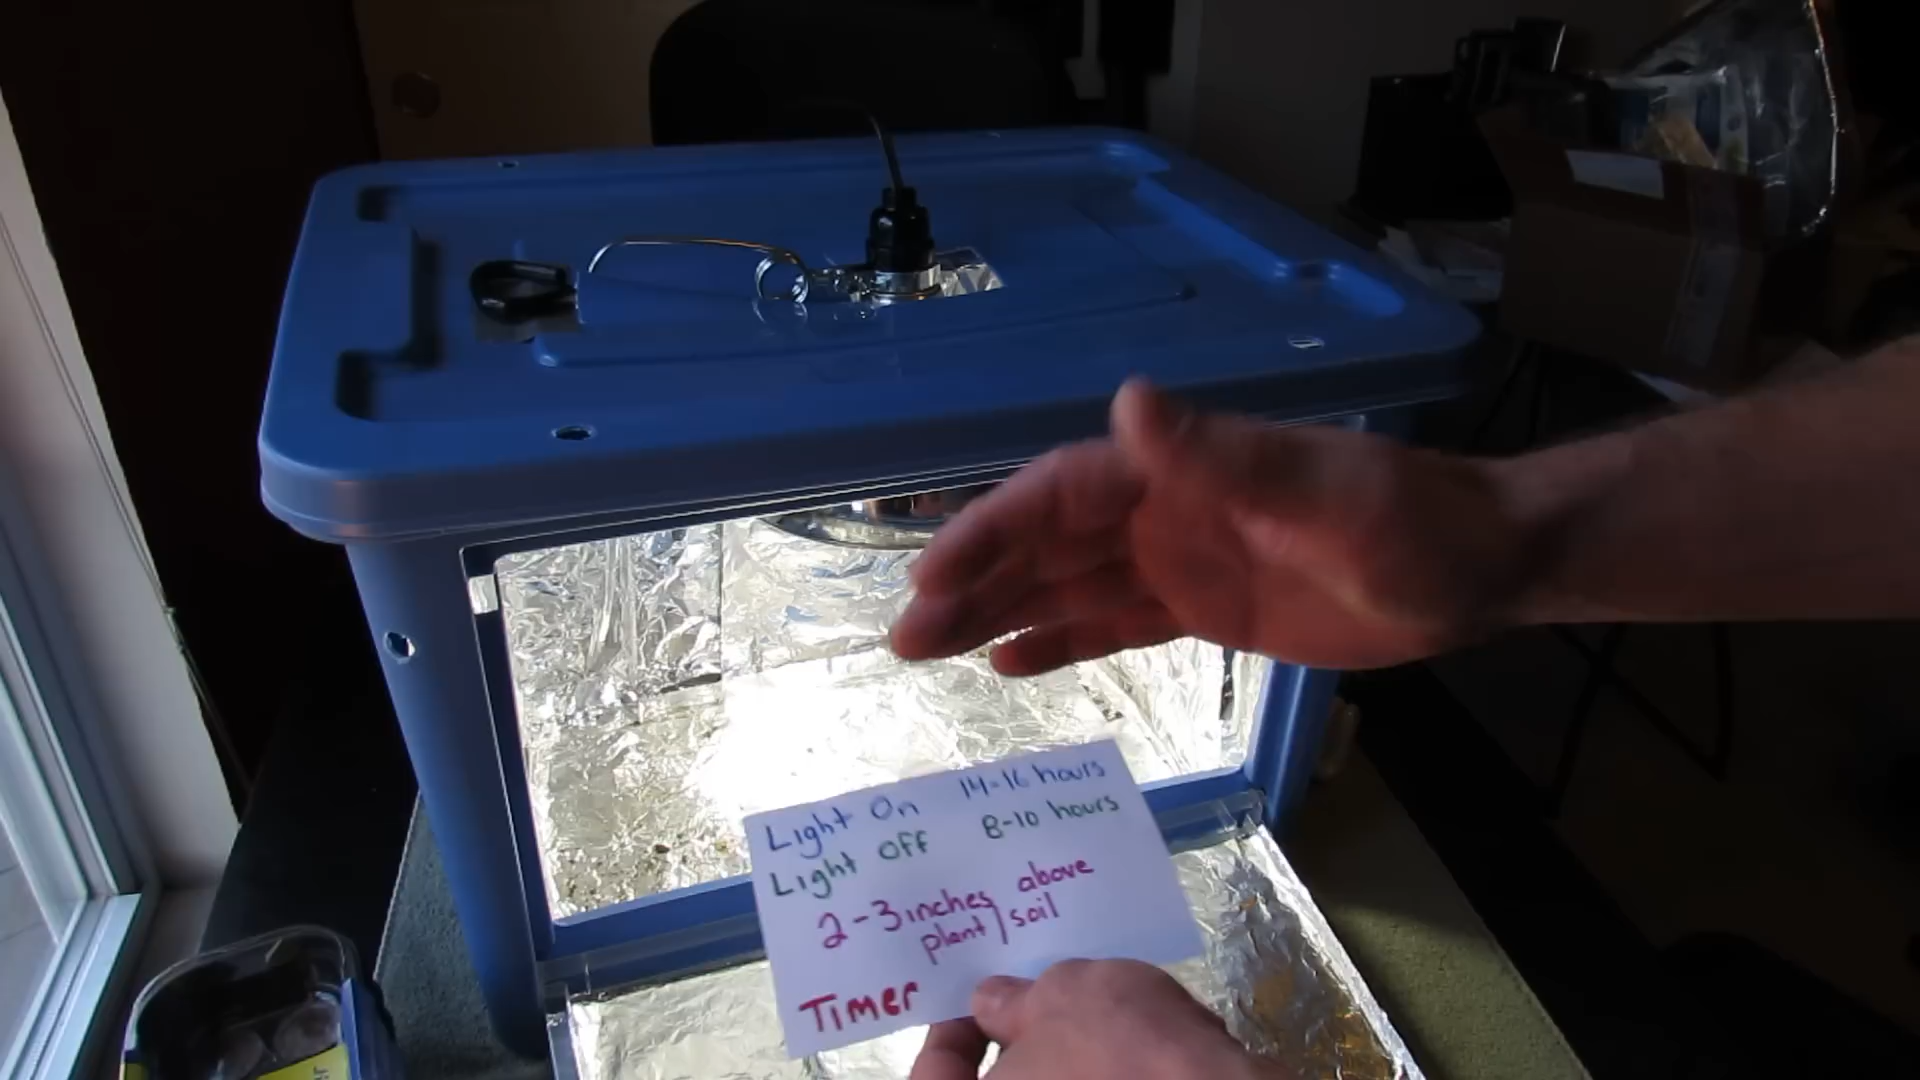 Light On 14-16 hours
Light Off 8-10 hours
2-3 inches above
plant/soil
Timer